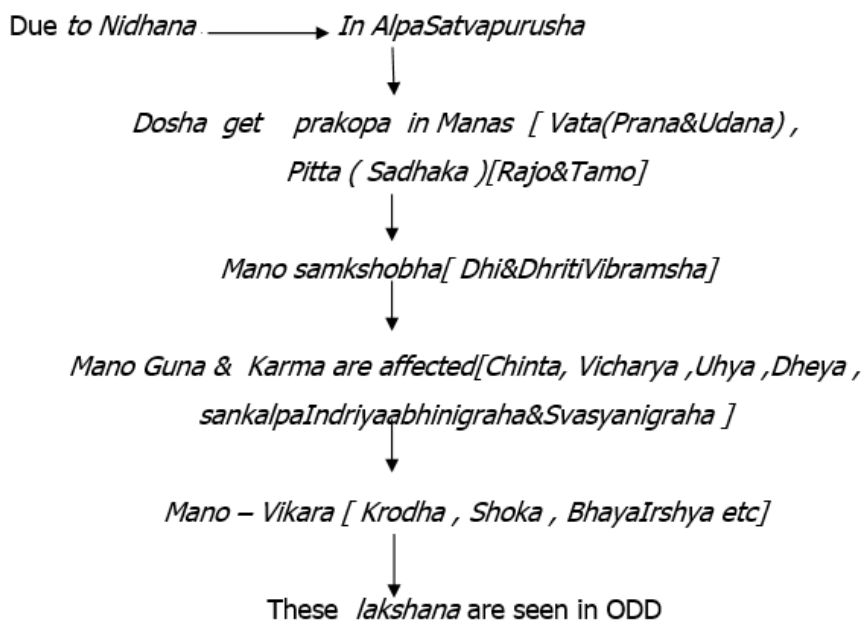 Due to Nidhana In AlpaSatvapurusha
Dosha get prakopa in Manas [ Vata(Prana&Udana) ,
Pitta ( Sadhaka )[Rajo&Tamo]
Mano samkshobha[ Dhi&DhritiVibramsha]
Mano Guna & Karma are affected[Chinta, Vicharya ,Uhya ,Dheya ,
sankalpaIndriyaabhinigraha&Svasyanigraha ]
Mano – Vikara [ Krodha , Shoka , BhayaIrshya etc]
These lakshana are seen in ODD